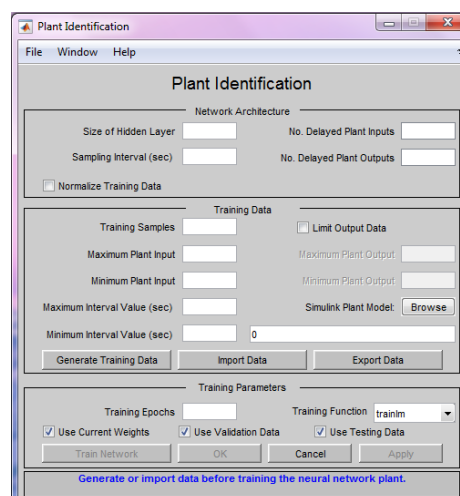 Plant Identification
File Window Help
Plant Identification
Network Architecture
Size of Hidden Layer
No. Delayed Plant Inputs
Sampling Interval (sec)
No. Delayed Plant Outputs
Normalize Training Data
Training Data
Training Samples
Limit Output Data
Maximum Plant Input
Maximum Plant Output
Minimum Plant Input
Minimum Plant Output
Maximum Interval Value (sec)
Simulink Plant Model: Browse
Minimum Interval Value (sec)
0
Generate Training Data Import Data Export Data
Training Parameters
Training Epochs
Training Function trainlm
Use Current Weights Use Validation Data Use Testing Data
Train Network OK Cancel Apply
Generate or import data before training the neural network plant.